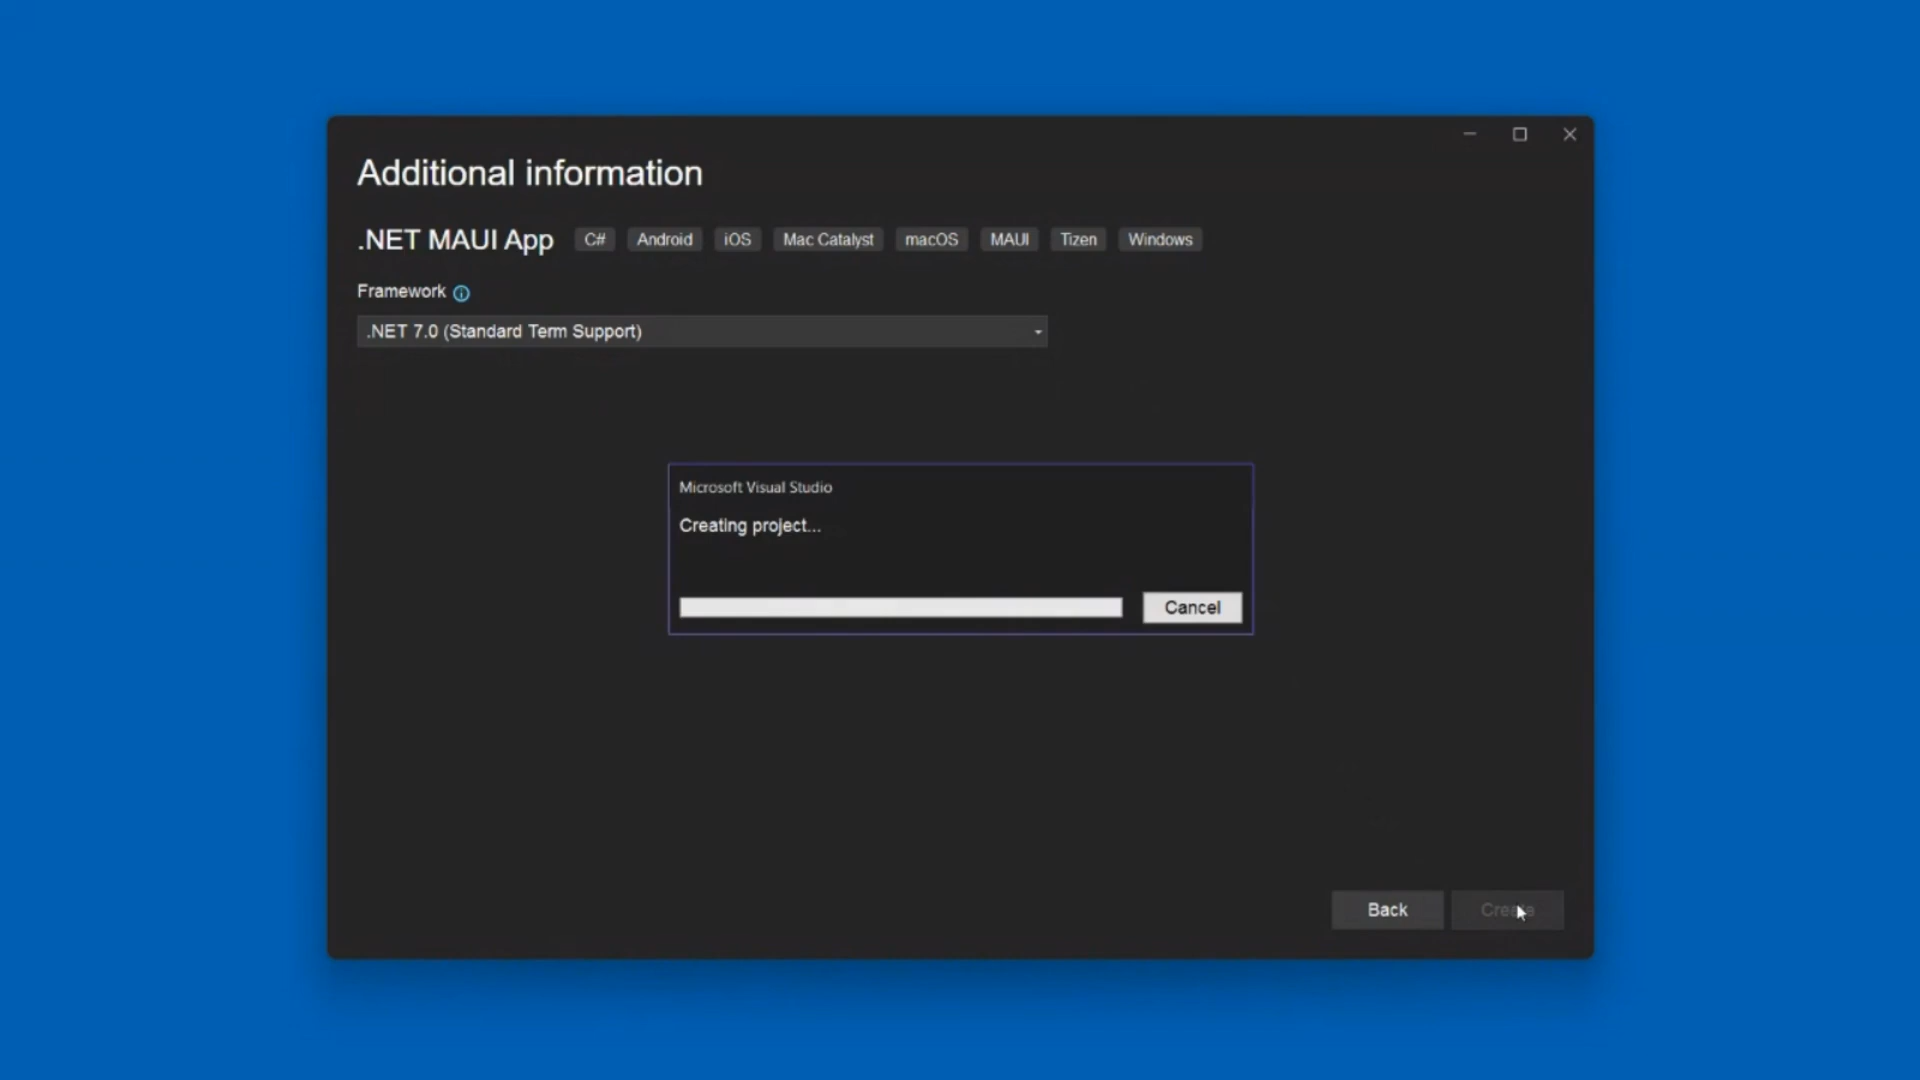 Additional information
.NET MAUI App C# Android iOS Mac Catalyst macOS MAUI Tizen Windows
Framework
.NET 7.0 (Standard Term Support)
Microsoft Visual Studio
Creating project...
Cancel
Back Create